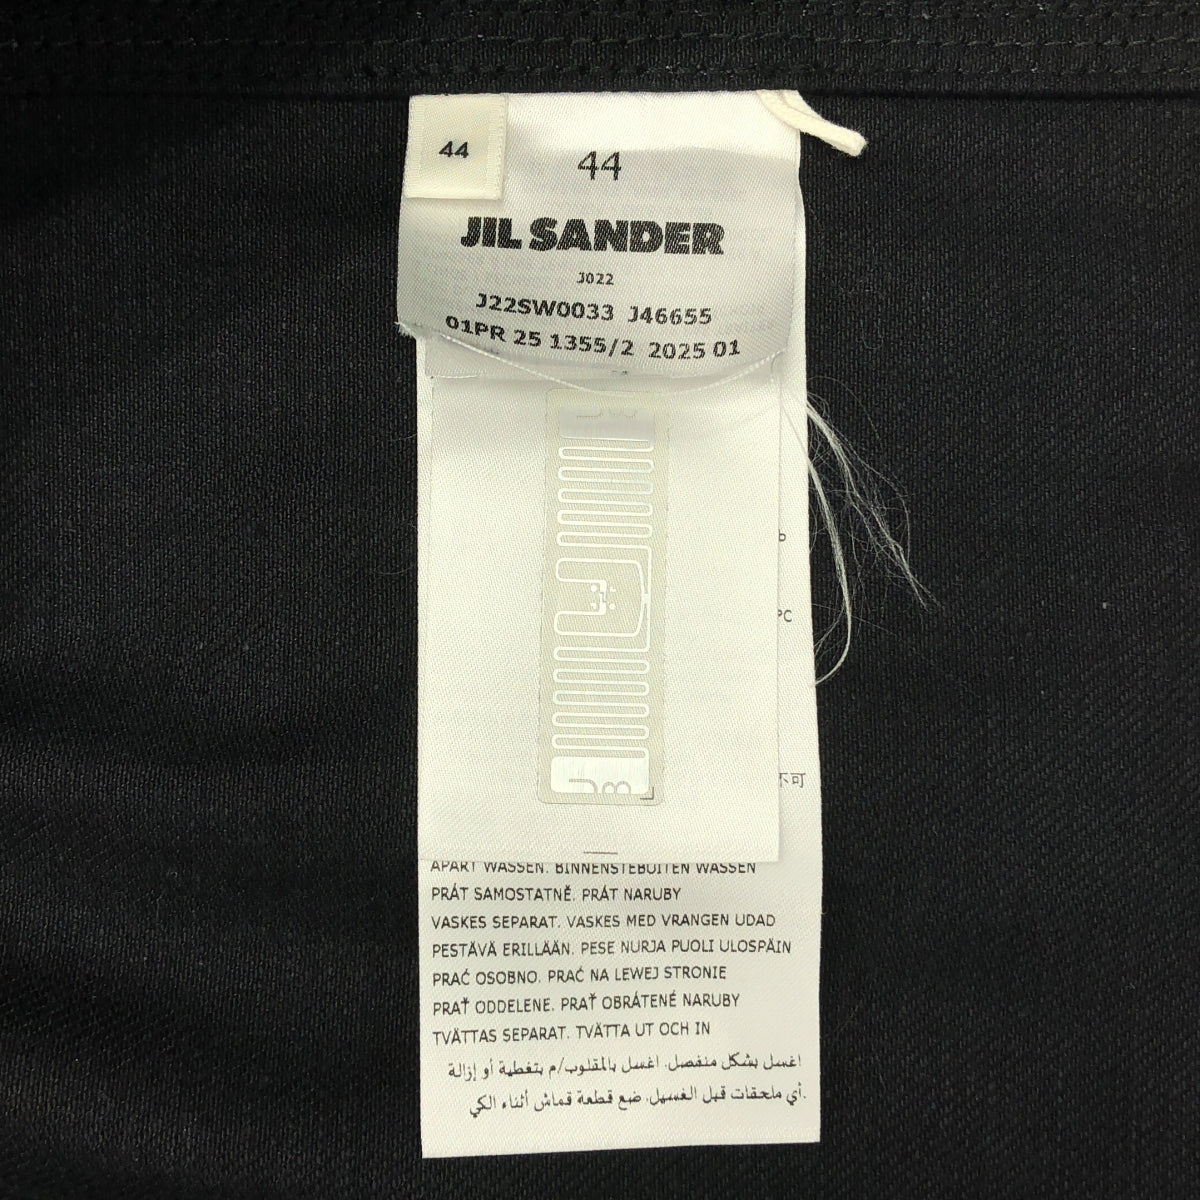 44
44
JIL SANDER
J022
J22SW0033 J46655
01PR 25 1355/2 2025 01
PC
不可
APART WASSEN. BINNENSTEBUITEN WASSEN
PRÁT SAMOSTATNĚ. PRÁT NARUBY
VASKES SEPARAT. VASKES MED VRANGEN UDAD
PESTÄVÄ ERILLÄÄN. PESE NURJA PUOLI ULOSPÄIN
PRAĆ OSOBNO. PRAĆ NA LEWEJ STRONIE
PRAŤ ODDELENE. PRAŤ OBRÁTENÉ NARUBY
TVÄTTAS SEPARAT. TVÄTTA UT OCH IN
اغسل بشكل منفصل. اغسل بالمقلوب/م بتغطية أو إزالة
أي ملحقات قبل الغسيل. ضع قطعة قماش أثناء الكي.